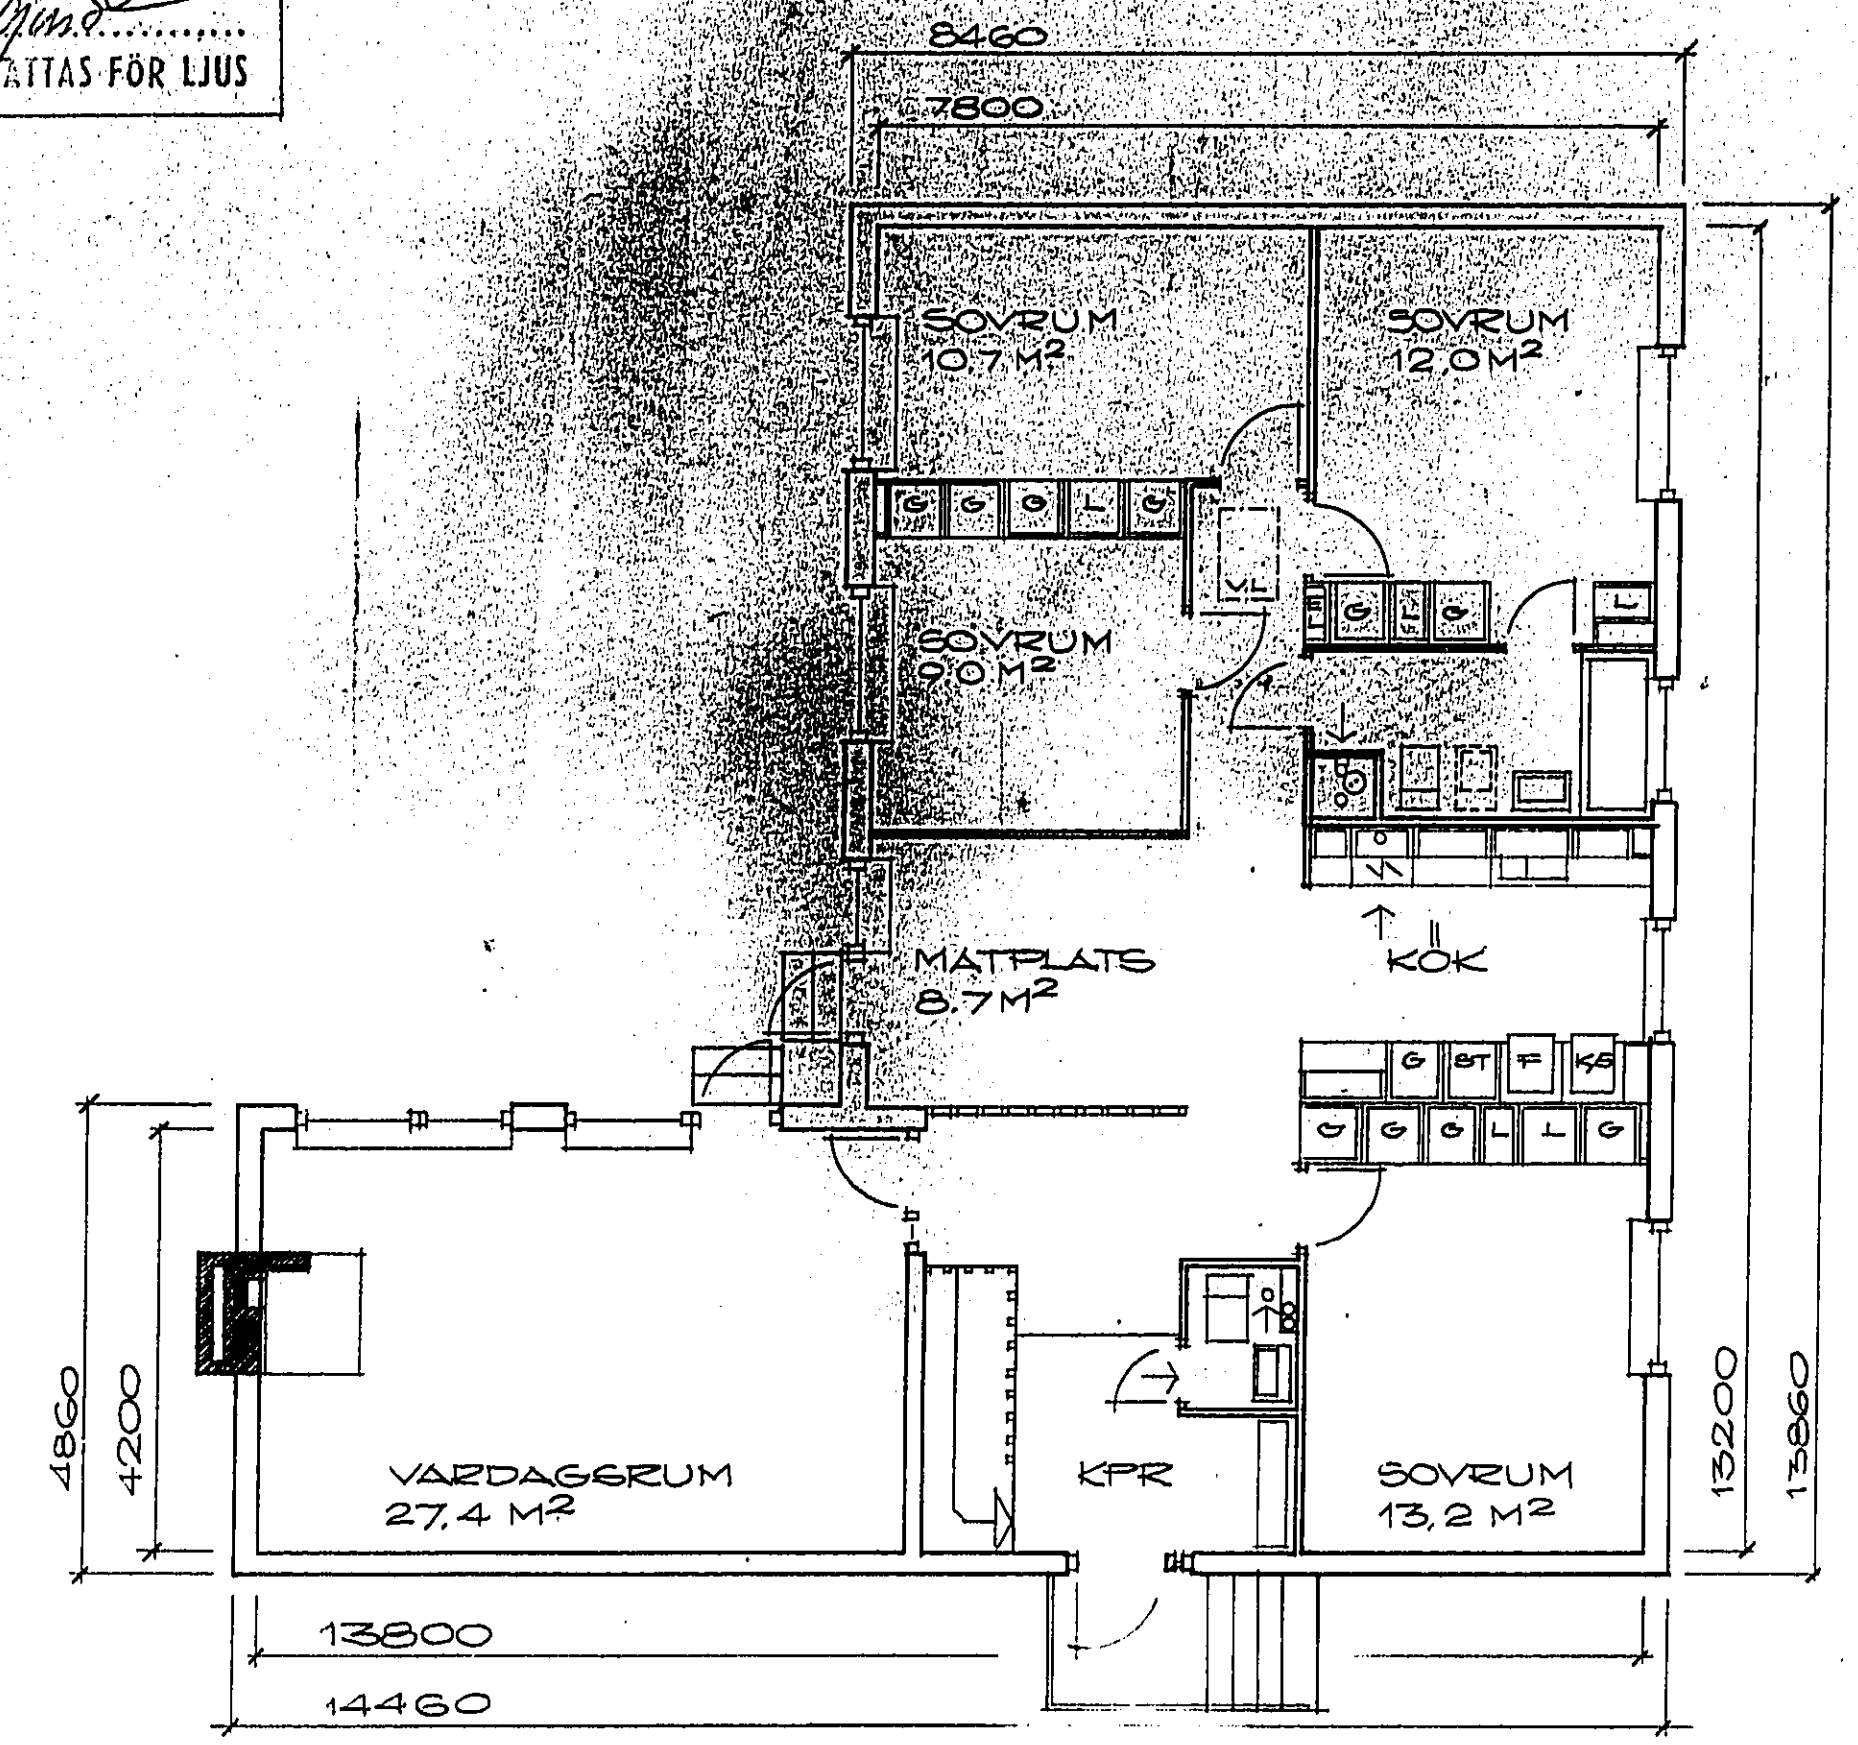 ATTAS FÖR LJUS
8460
7800
SOVRUM
10,7 M²
SOVRUM
12,0 M²
G G G L G
VL
G L G
L
SOVRUM
9,0 M²
MATPLATS
8,7 M²
KÖK
G ST F K/S
G G G L L G
4860
4200
13200
13860
VARDAGSRUM
27,4 M²
KPR
SOVRUM
13,2 M²
13800
14460